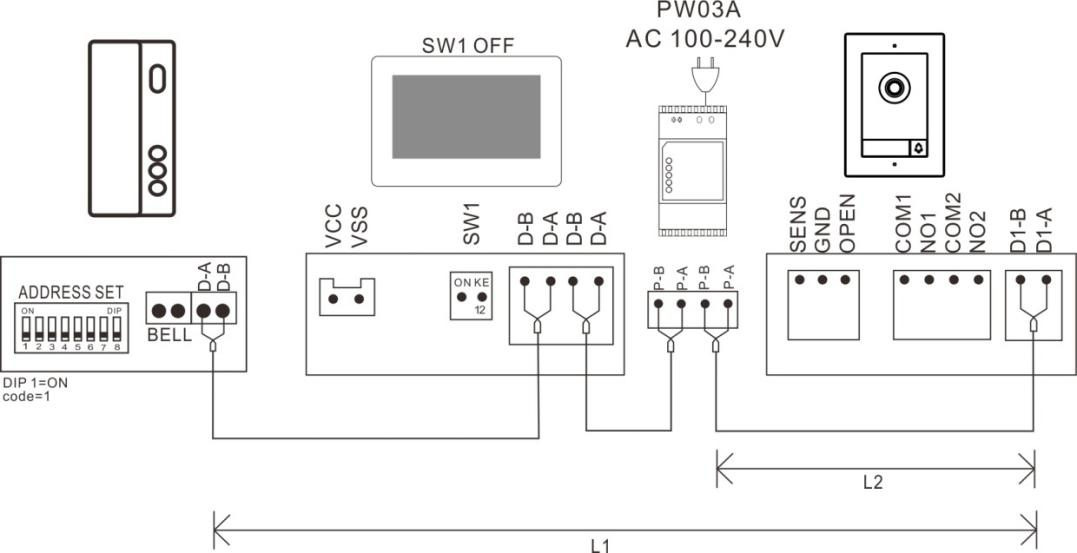 PW03A
AC 100-240V
SW1 OFF
VCC
VSS
SW1
D-B
D-A
D-B
D-A
SENS
GND
OPEN
COM1
NO1
COM2
NO2
D1-B
D1-A
P-B
P-A
P-B
P-A
D-A
D-B
ADDRESS SET
ON DIP
1 2 3 4 5 6 7 8
BELL
ON KE
12
DIP 1=ON
code=1
L2
L1